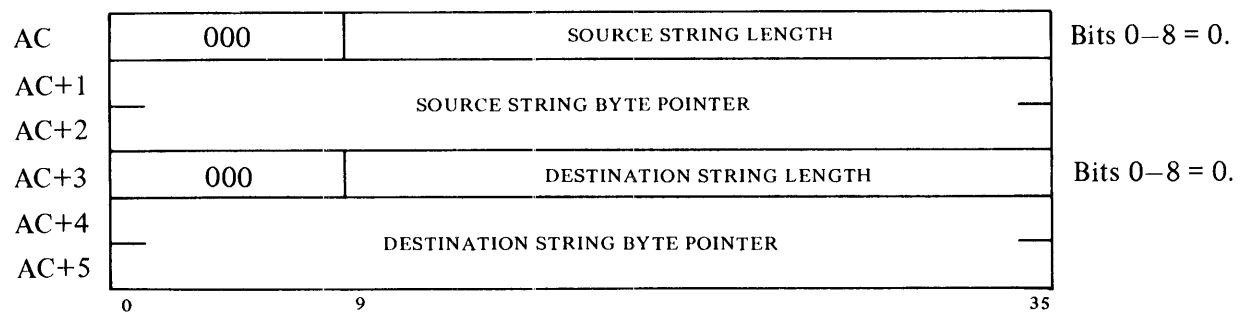 AC 000 SOURCE STRING LENGTH Bits 0–8 = 0.
AC+1
SOURCE STRING BYTE POINTER
AC+2
AC+3 000 DESTINATION STRING LENGTH Bits 0–8 = 0.
AC+4
DESTINATION STRING BYTE POINTER
AC+5
0 9 35